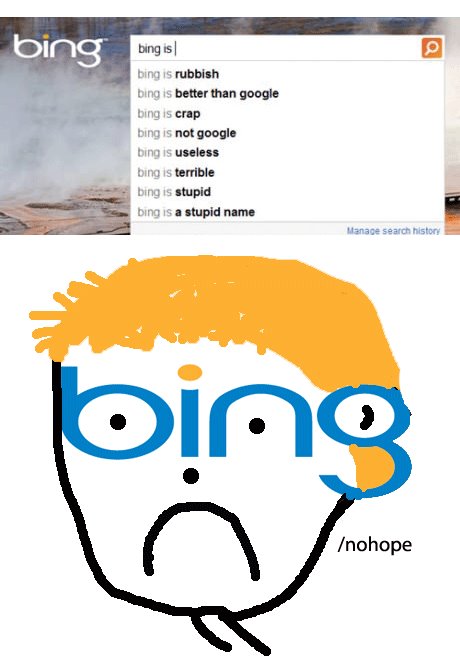 bing
bing is
bing is rubbish
bing is better than google
bing is crap
bing is not google
bing is useless
bing is terrible
bing is stupid
bing is a stupid name
Manage search history
bing
/nohope